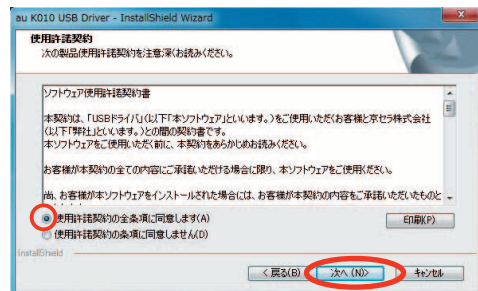 au K010 USB Driver - InstallShield Wizard
使用許諾契約
次の製品使用許諾契約を注意深くお読みください。
ソフトウェア使用許諾契約書
本契約は、「USBドライバ」(以下「本ソフトウェア」といいます。)をご使用いただくお客様と京セラ株式会社
(以下「弊社」といいます。)との間の契約書です。
本ソフトウェアをご使用いただく前に、本契約をあらかじめお読みください。
お客様が本契約の全ての内容にご承諾いただける場合に限り、本ソフトウェアをご使用ください。
尚、お客様が本ソフトウェアをインストールされた場合には、お客様が本契約の内容をご承諾いただいたものと
使用許諾契約の全条項に同意します(A)
印刷(P)
使用許諾契約の条項に同意しません(D)
InstallShield
< 戻る(B)
次へ (N)>
キャンセル